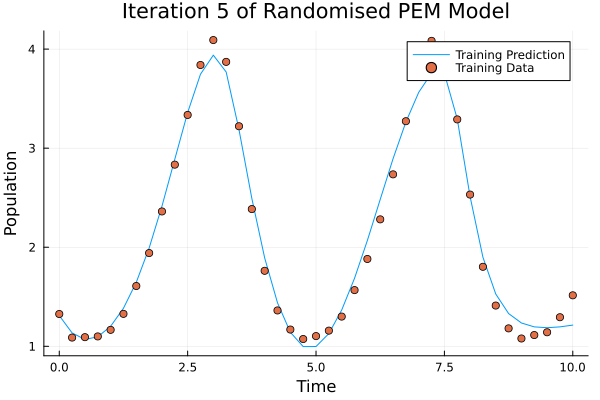 Iteration 5 of Randomised PEM Model
Training Prediction
Training Data
4
3
2
1
Population
0.0 2.5 5.0 7.5 10.0
Time